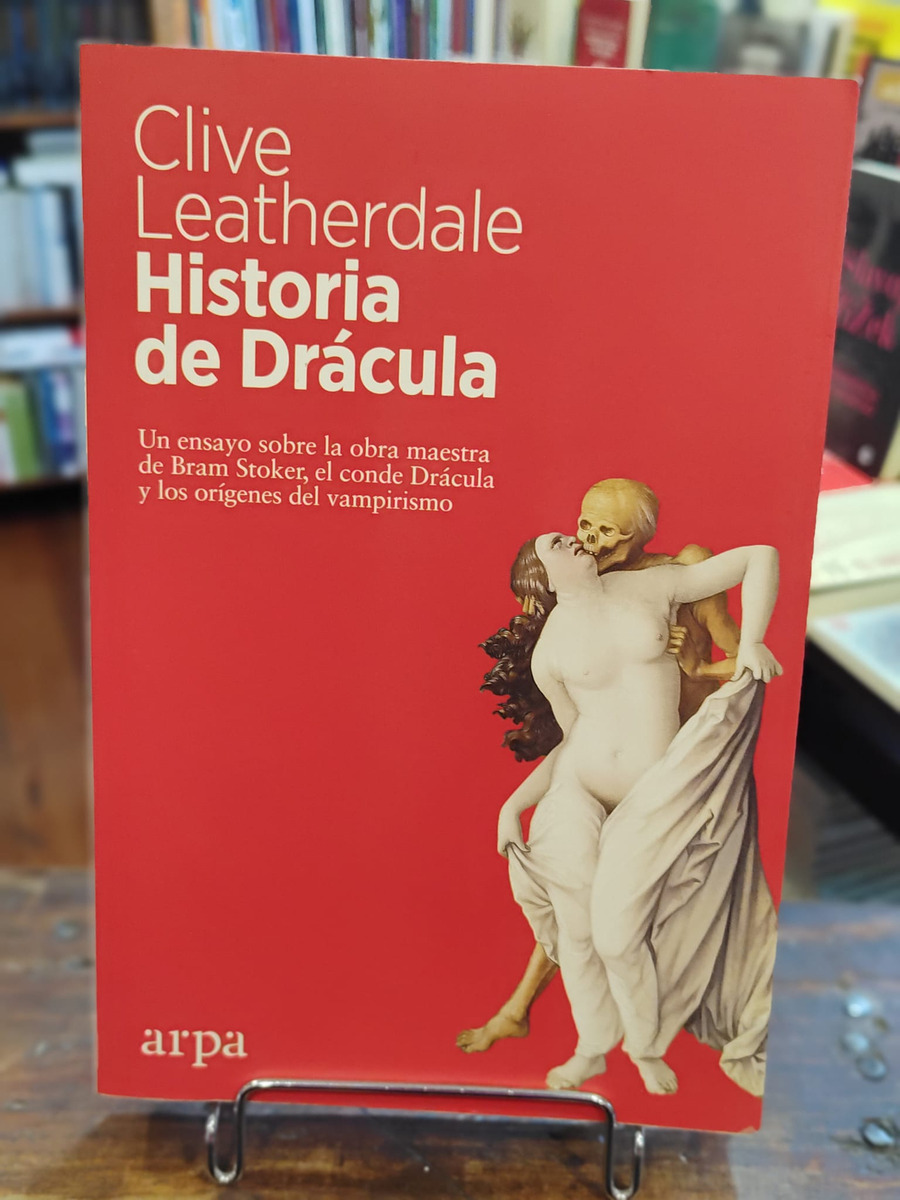 Clive
Leatherdale
Historia
de Drácula
Un ensayo sobre la obra maestra
de Bram Stoker, el conde Drácula
y los orígenes del vampirismo
arpa